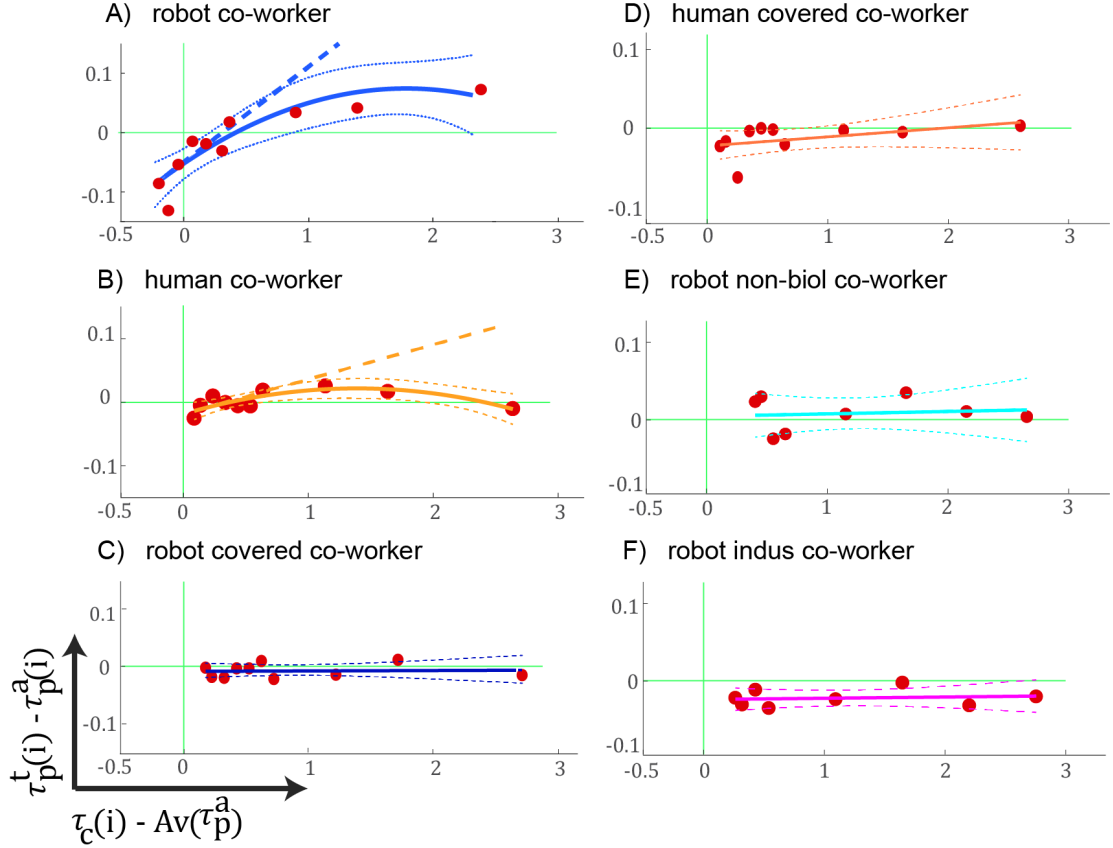 A) robot co-worker
0.1
0
-0.1
-0.5 0 1 2 3
B) human co-worker
0.1
0
-0.1
-0.5 0 1 2 3
C) robot covered co-worker
0.1
0
-0.1
-0.5 0 1 2 3
D) human covered co-worker
0.1
0
-0.1
-0.5 0 1 2 3
E) robot non-biol co-worker
0.1
0
-0.1
-0.5 0 1 2 3
F) robot indus co-worker
0.1
0
-0.1
-0.5 0 1 2 3
τₚᵗ(i) - τₚᵃ(i)
τ_c(i) - Av(τₚᵃ)